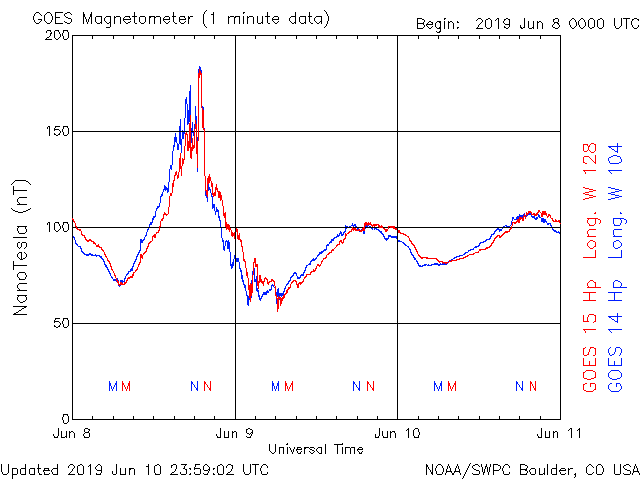 GOES Magnetometer (1 minute data)
Begin: 2019 Jun 8 0000 UTC
200
150
100
50
0
NanoTesla (nT)
M M N N M M N N M M N N
Jun 8 Jun 9 Jun 10 Jun 11
Universal Time
GOES 15 Hp Long. W 128
GOES 14 Hp Long. W 104
Updated 2019 Jun 10 23:59:02 UTC
NOAA/SWPC Boulder, CO USA